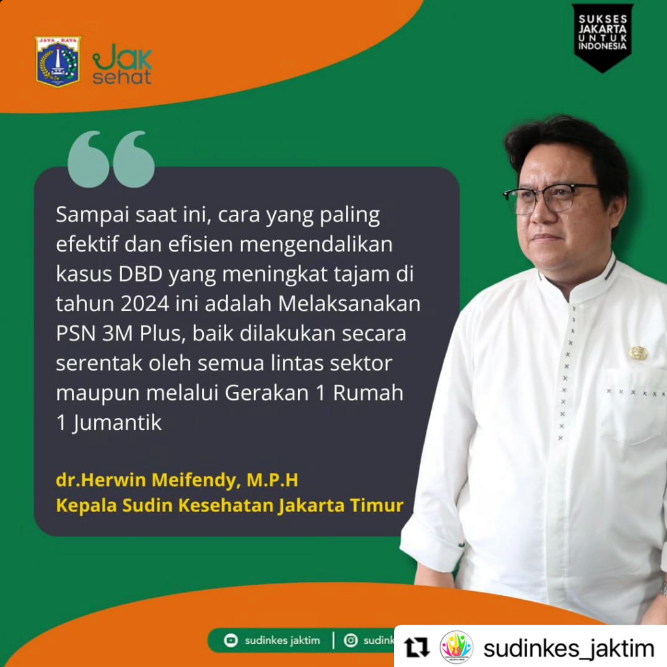 JAYA RAYA
Jak
sehat
SUKSES
JAKARTA
UNTUK
INDONESIA
Sampai saat ini, cara yang paling
efektif dan efisien mengendalikan
kasus DBD yang meningkat tajam di
tahun 2024 ini adalah Melaksanakan
PSN 3M Plus, baik dilakukan secara
serentak oleh semua lintas sektor
maupun melalui Gerakan 1 Rumah
1 Jumantik
dr.Herwin Meifendy, M.P.H
Kepala Sudin Kesehatan Jakarta Timur
sudinkes jaktim
sudink
sudinkes_jaktim